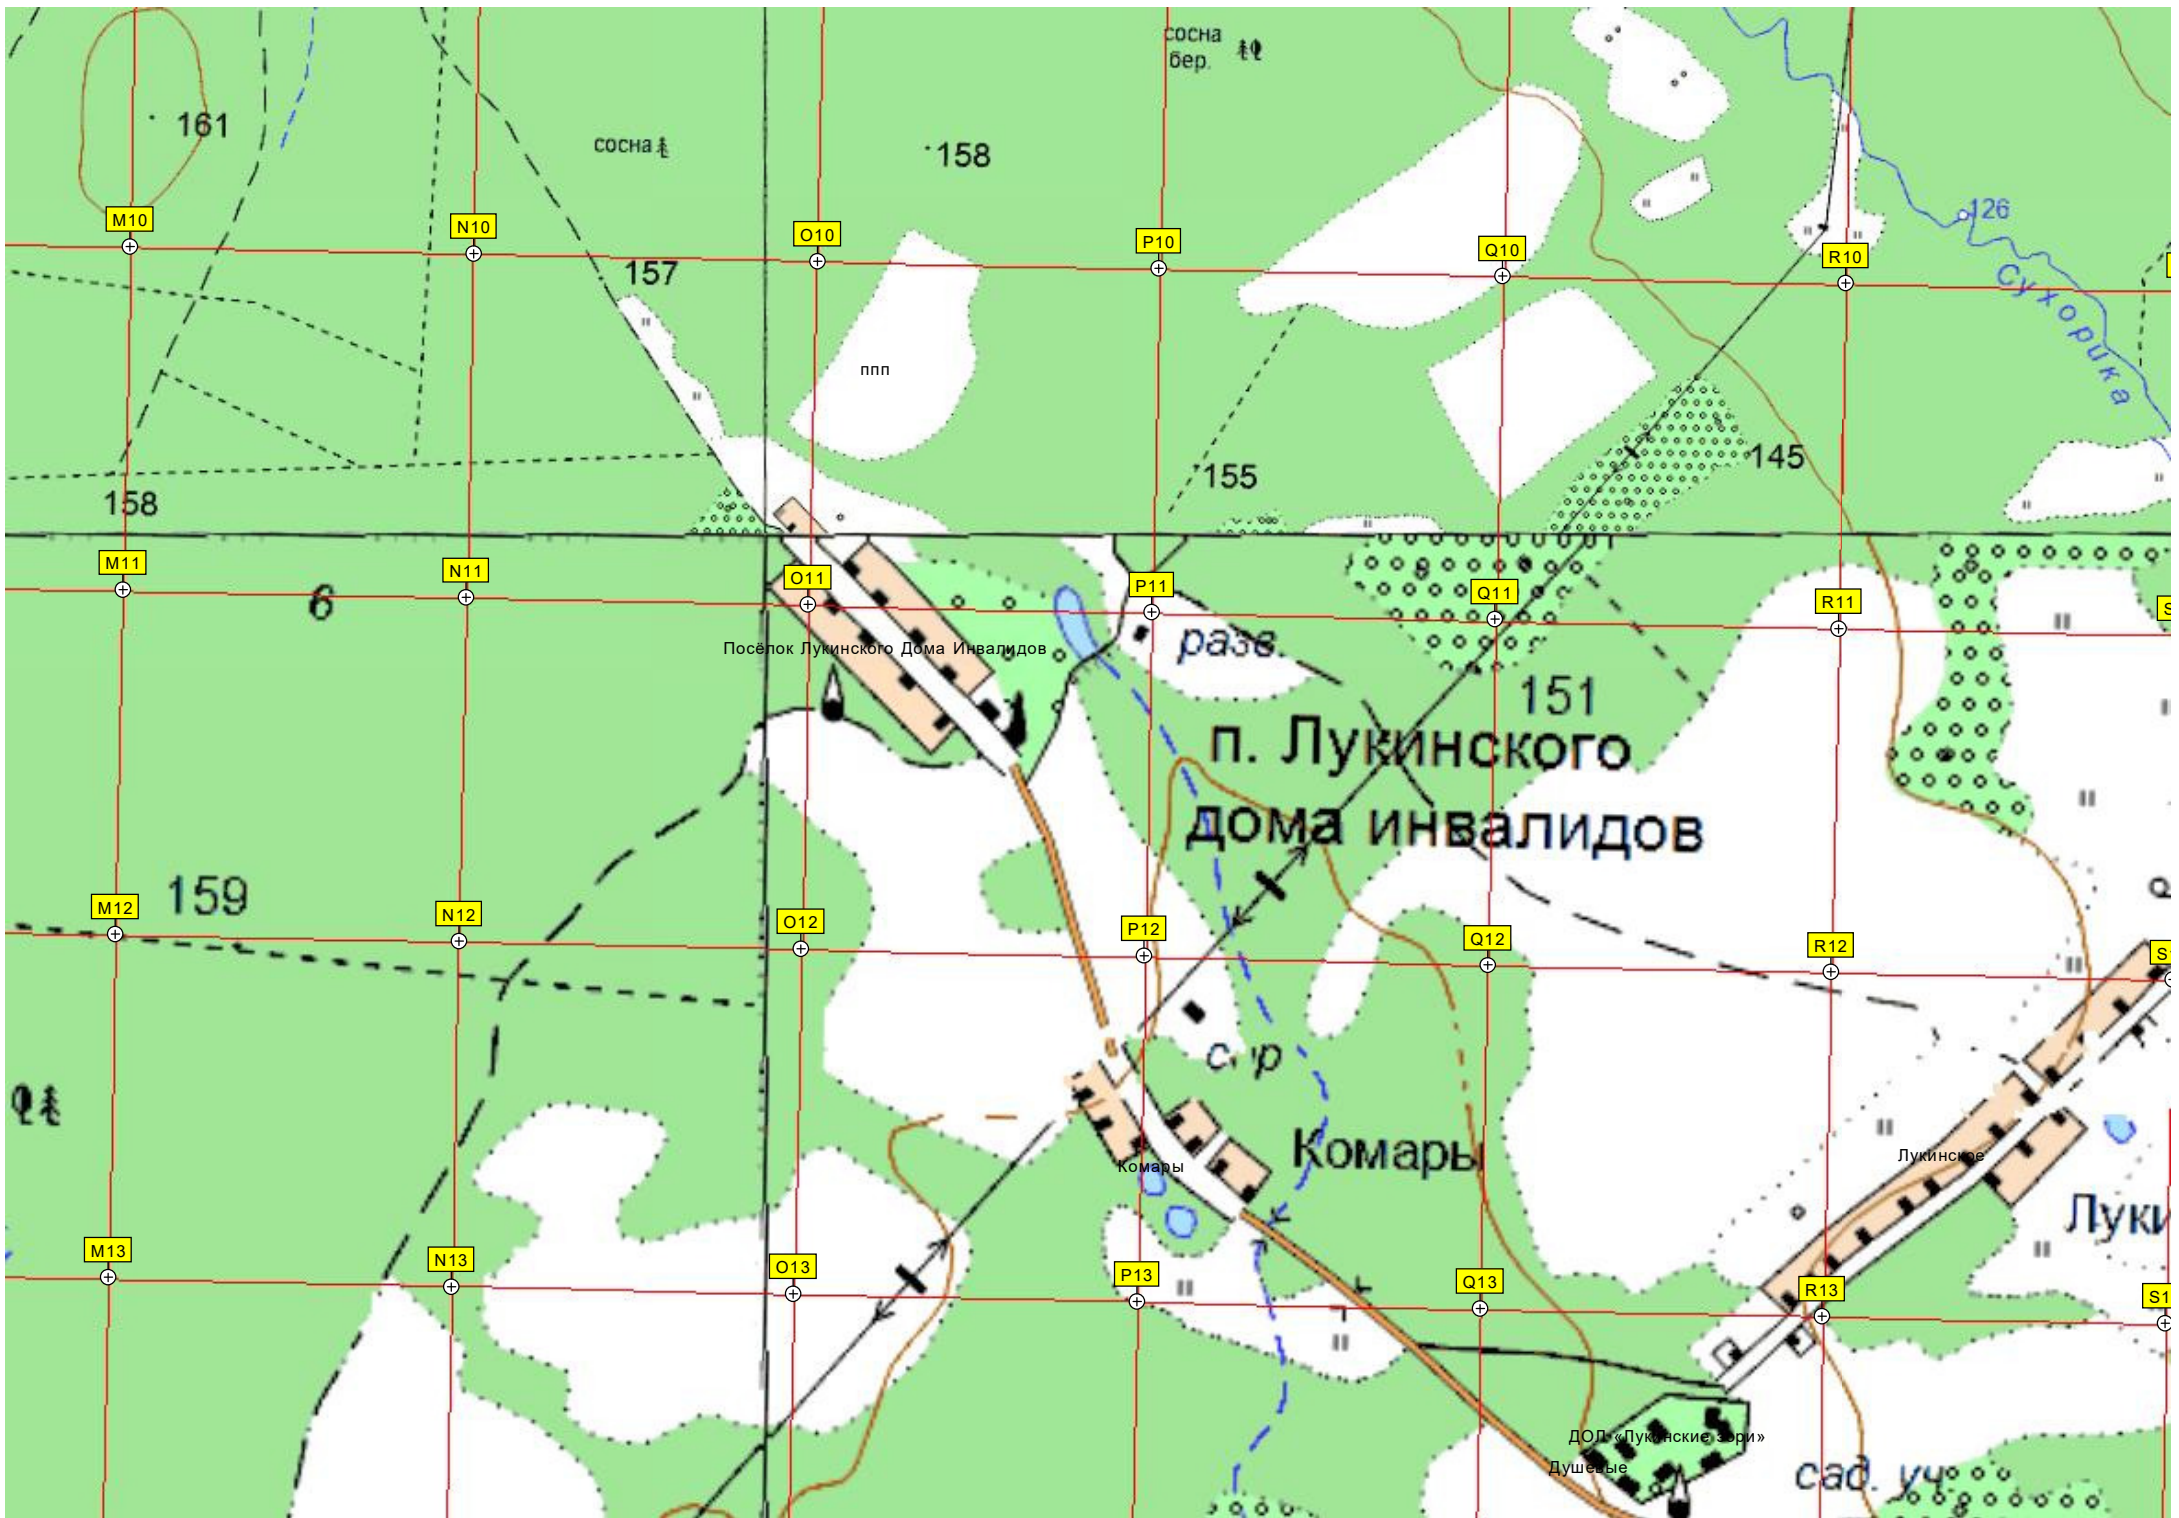 сосна
бер.
161
сосна
158
126
M10
N10
O10
P10
Q10
R10
157
Сухорика
ппп
145
155
158
M11
N11
O11
P11
Q11
R11
6
разв.
Посёлок Лукинского Дома Инвалидов
151
п. Лукинского
дома инвалидов
159
M12
N12
O12
P12
Q12
R12
Комары
Комары
Лукинское
Луки
M13
N13
O13
P13
Q13
R13
S1
ДОЛ «Лукинские зори»
Душевые
сад. уч.